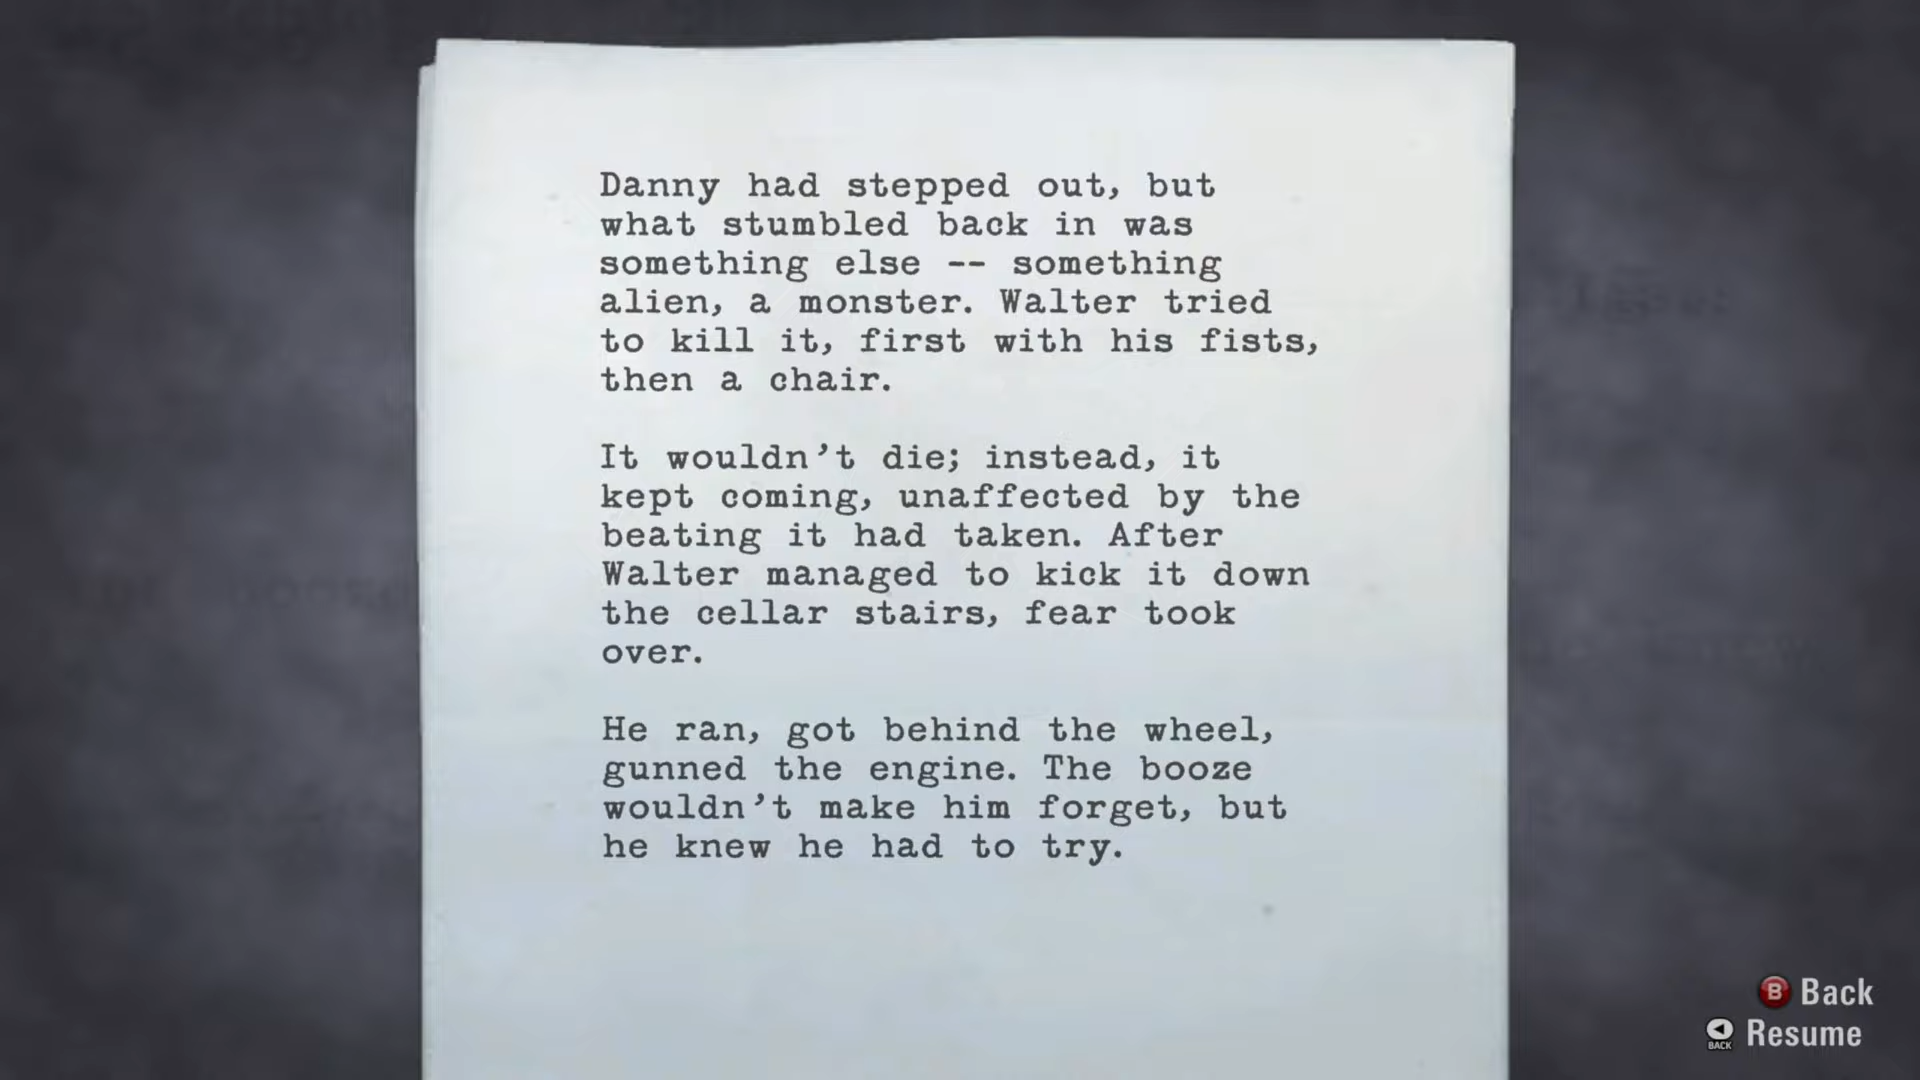 Danny had stepped out, but
what stumbled back in was
something else -- something
alien, a monster. Walter tried
to kill it, first with his fists,
then a chair.
It wouldn’t die; instead, it
kept coming, unaffected by the
beating it had taken. After
Walter managed to kick it down
the cellar stairs, fear took
over.
He ran, got behind the wheel,
gunned the engine. The booze
wouldn’t make him forget, but
he knew he had to try.
B Back
BACK Resume